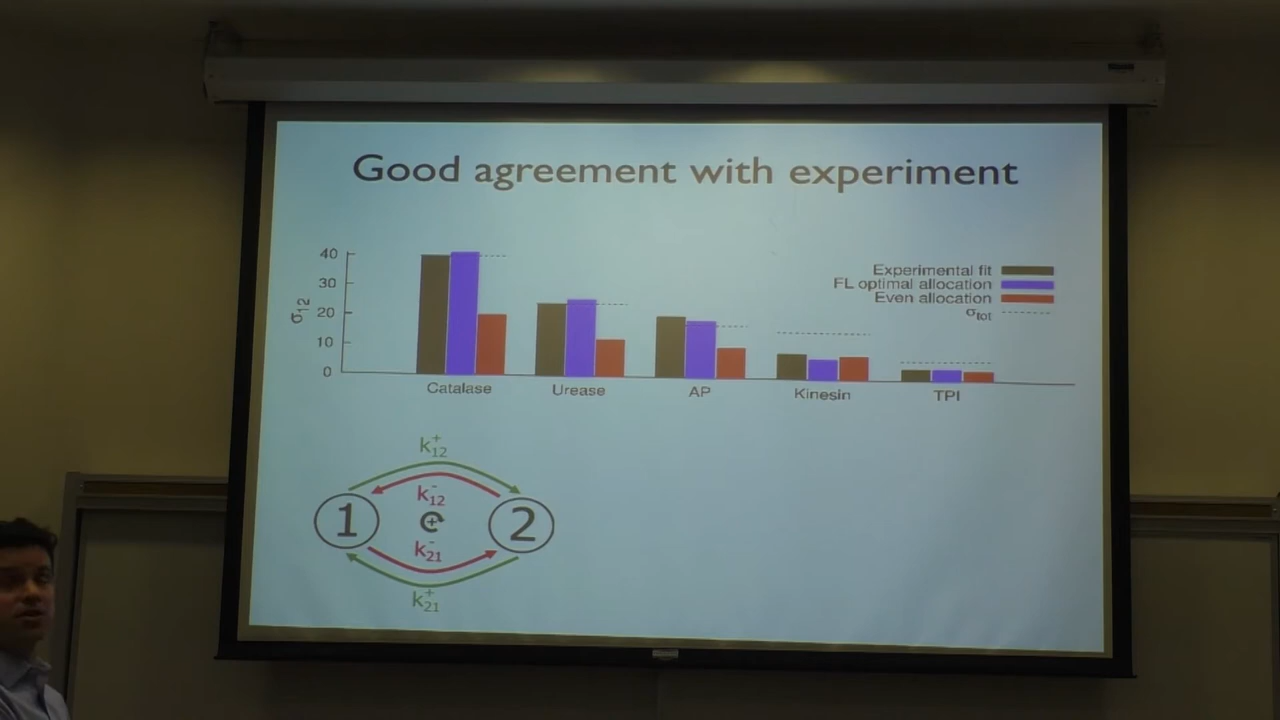 Good agreement with experiment
40
30
20
10
0
σ12
Experimental fit
FL optimal allocation
Even allocation
σtot
Catalase Urease AP Kinesin TPI
k+12
k-12
1 2
k-21
k+21